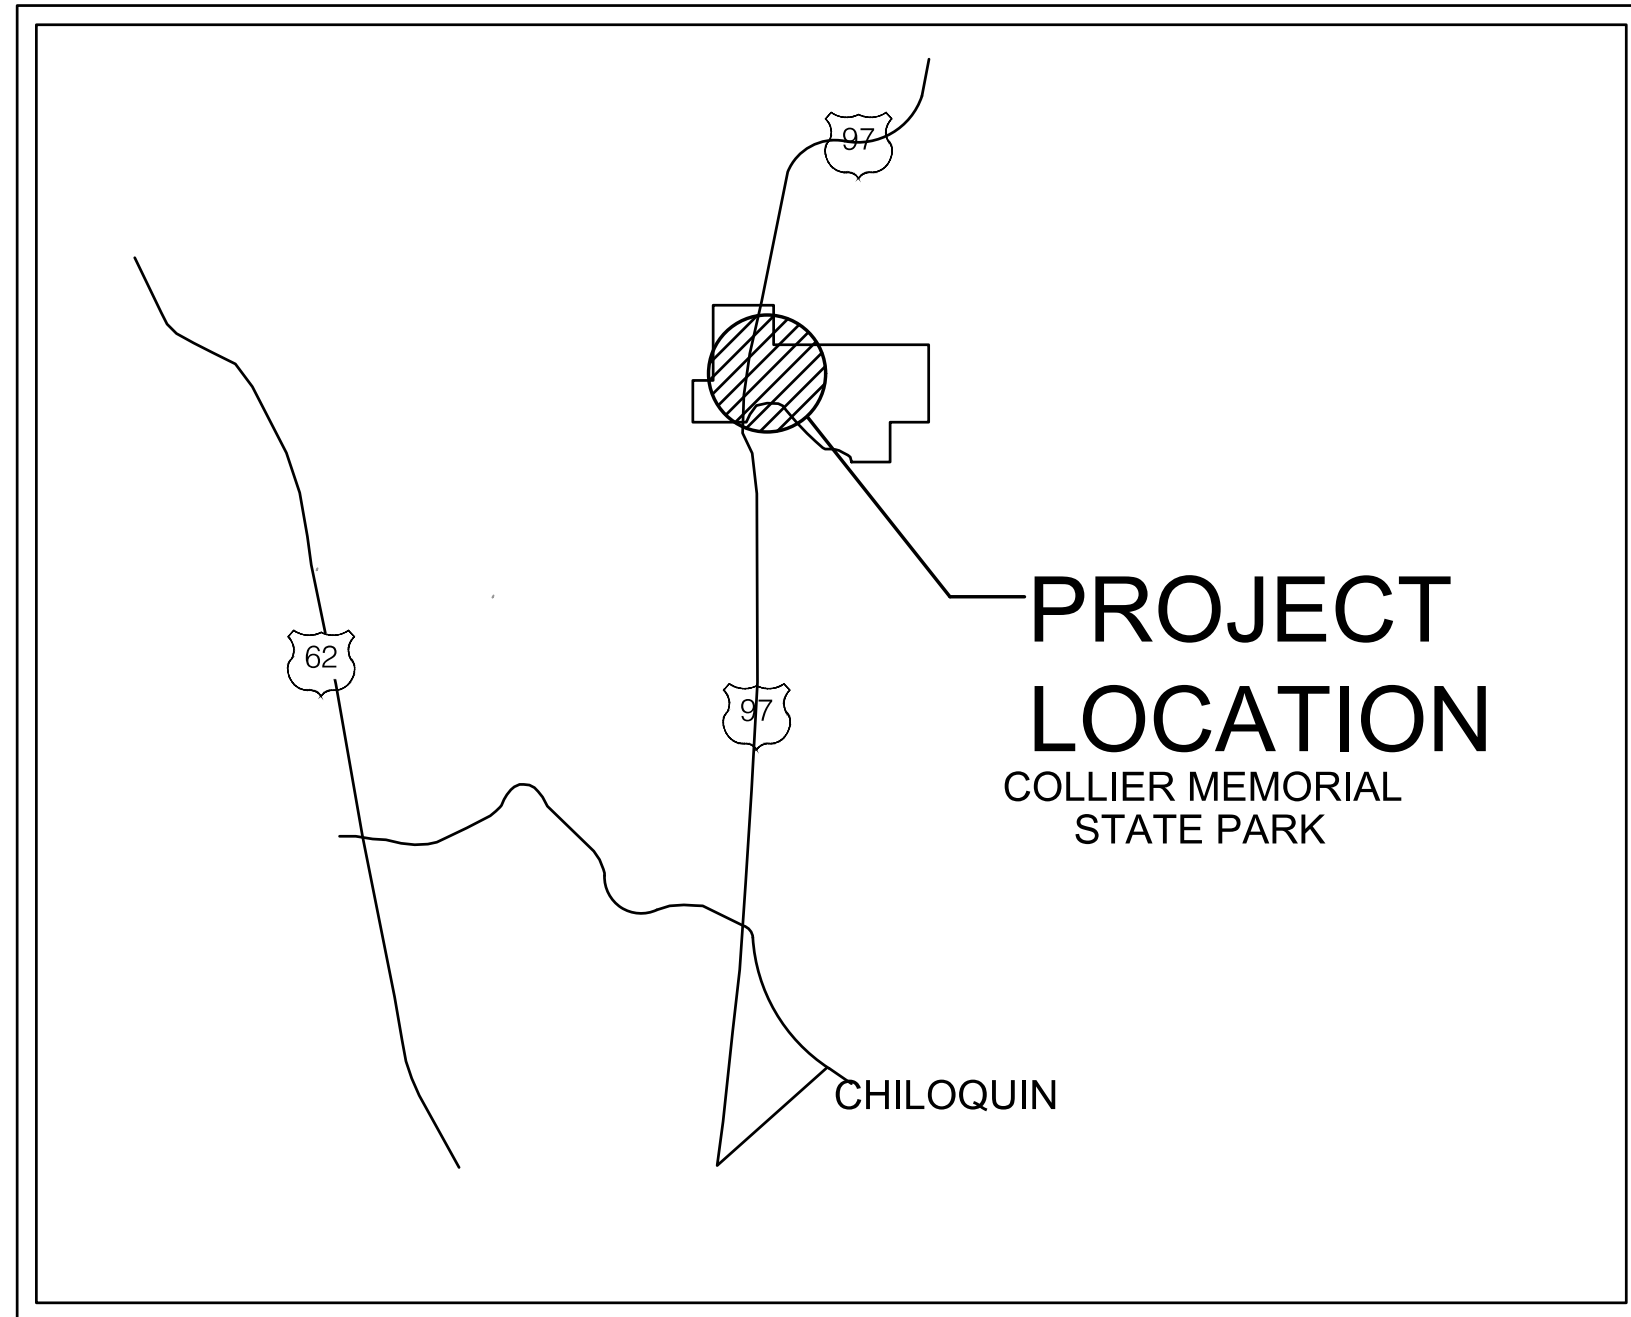 97
62
97
PROJECT
LOCATION
COLLIER MEMORIAL
STATE PARK
CHILOQUIN